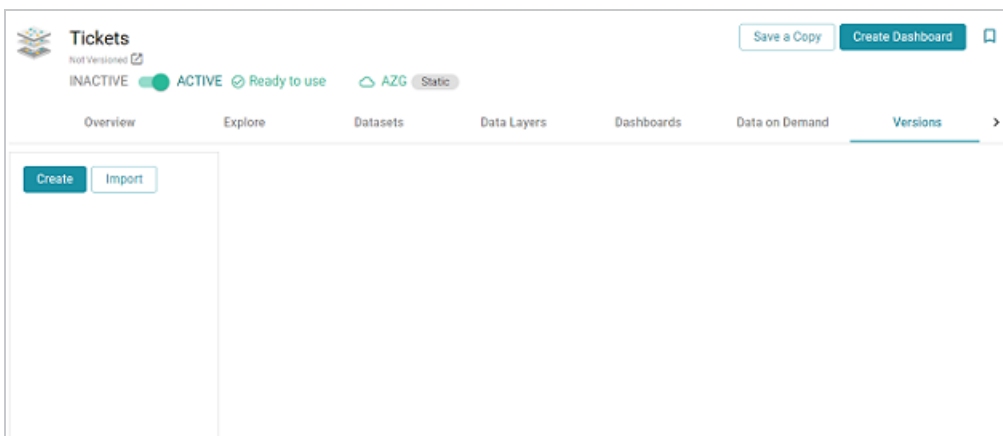 Tickets
Save a Copy
Create Dashboard
Not Versioned
INACTIVE ACTIVE Ready to use AZG Static
Overview Explore Datasets Data Layers Dashboards Data on Demand Versions
Create Import